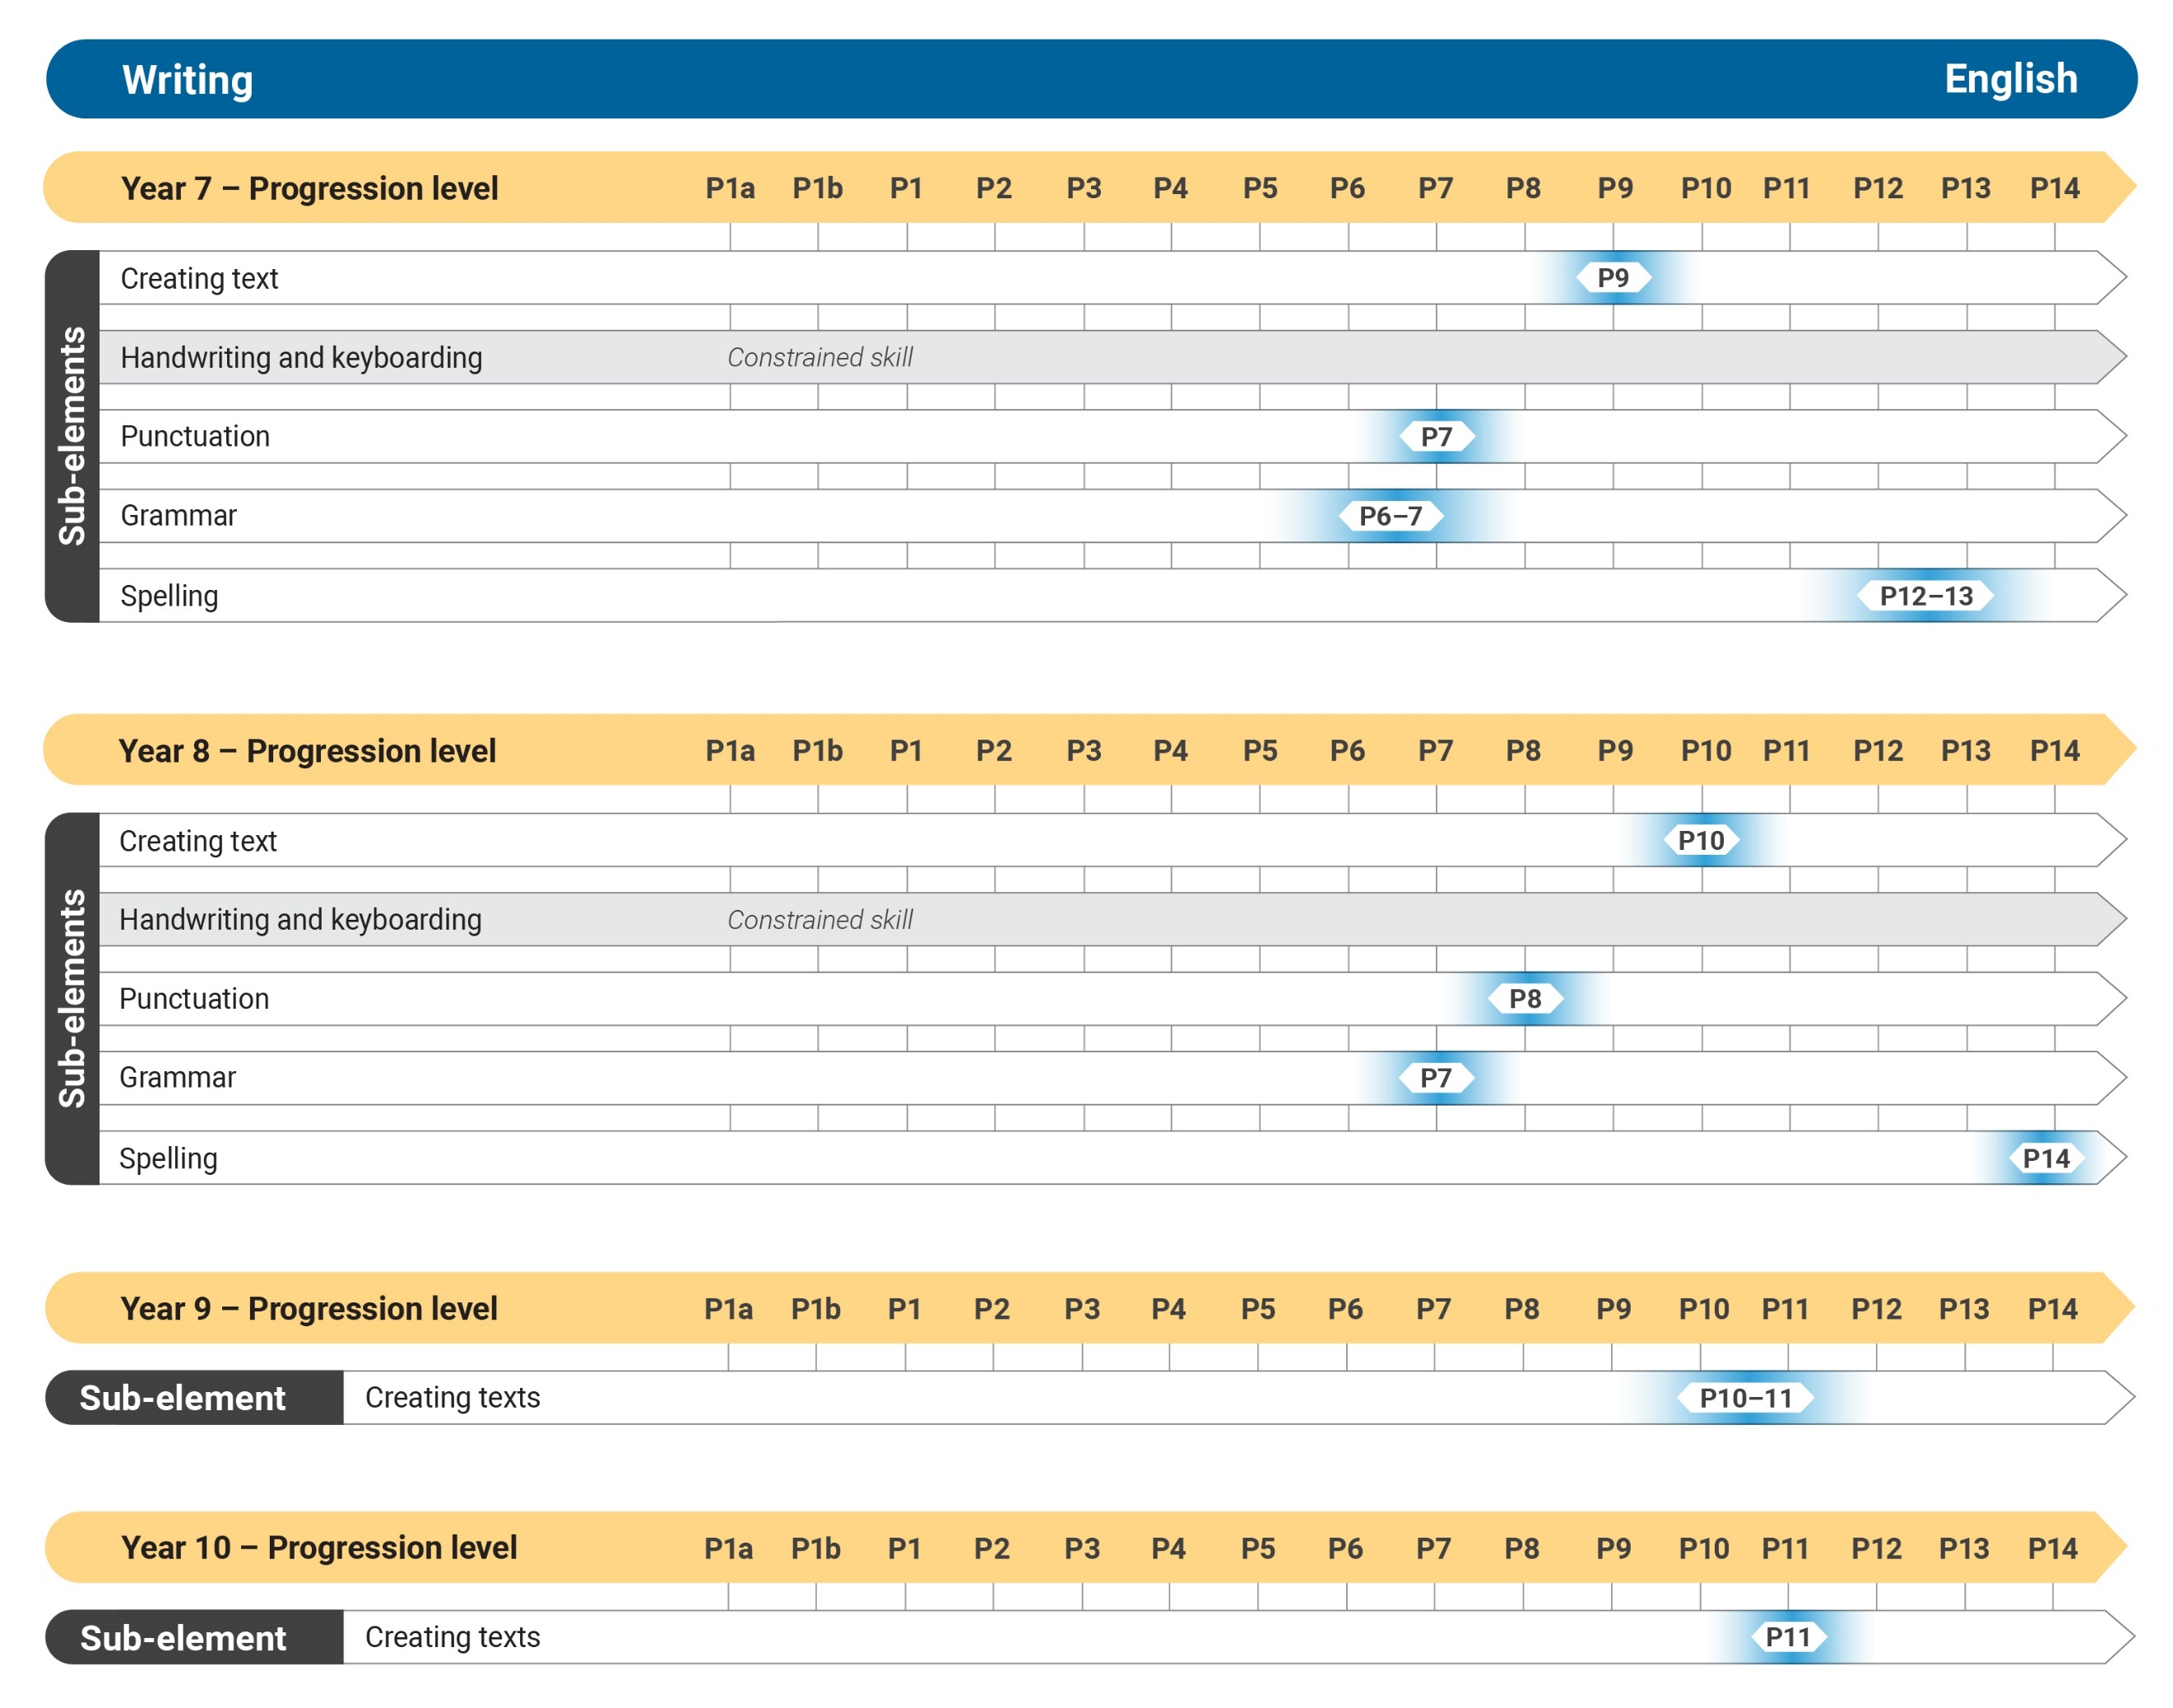 Writing English
Year 7 – Progression level P1a P1b P1 P2 P3 P4 P5 P6 P7 P8 P9 P10 P11 P12 P13 P14
Sub-elements
Creating text P9
Handwriting and keyboarding Constrained skill
Punctuation P7
Grammar P6–7
Spelling P12–13
Year 8 – Progression level P1a P1b P1 P2 P3 P4 P5 P6 P7 P8 P9 P10 P11 P12 P13 P14
Sub-elements
Creating text P10
Handwriting and keyboarding Constrained skill
Punctuation P8
Grammar P7
Spelling P14
Year 9 – Progression level P1a P1b P1 P2 P3 P4 P5 P6 P7 P8 P9 P10 P11 P12 P13 P14
Sub-element Creating texts P10–11
Year 10 – Progression level P1a P1b P1 P2 P3 P4 P5 P6 P7 P8 P9 P10 P11 P12 P13 P14
Sub-element Creating texts P11